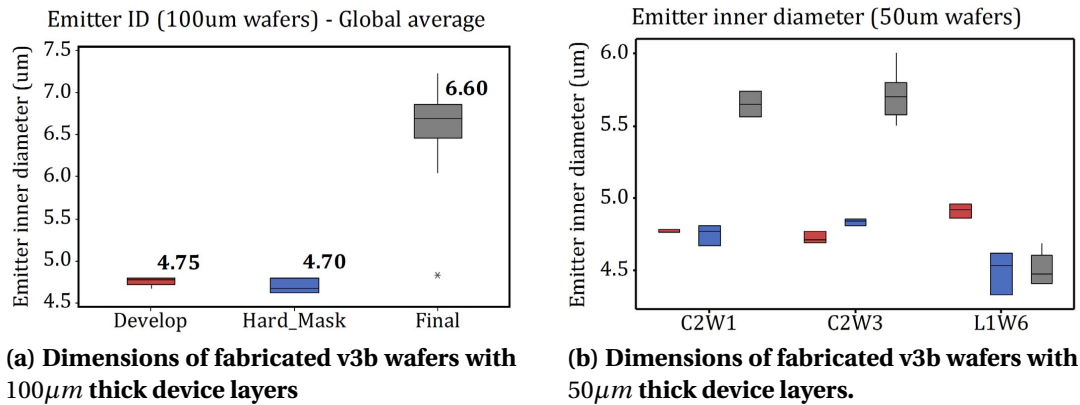 Emitter ID (100um wafers) - Global average
Emitter inner diameter (um)
7.5
7.0
6.5
6.0
5.5
5.0
4.5
4.75
4.70
6.60
*
Develop Hard_Mask Final
(a) Dimensions of fabricated v3b wafers with
100μm thick device layers
Emitter inner diameter (50um wafers)
Emitter inner diameter (um)
6.0
5.5
5.0
4.5
C2W1 C2W3 L1W6
(b) Dimensions of fabricated v3b wafers with
50μm thick device layers.